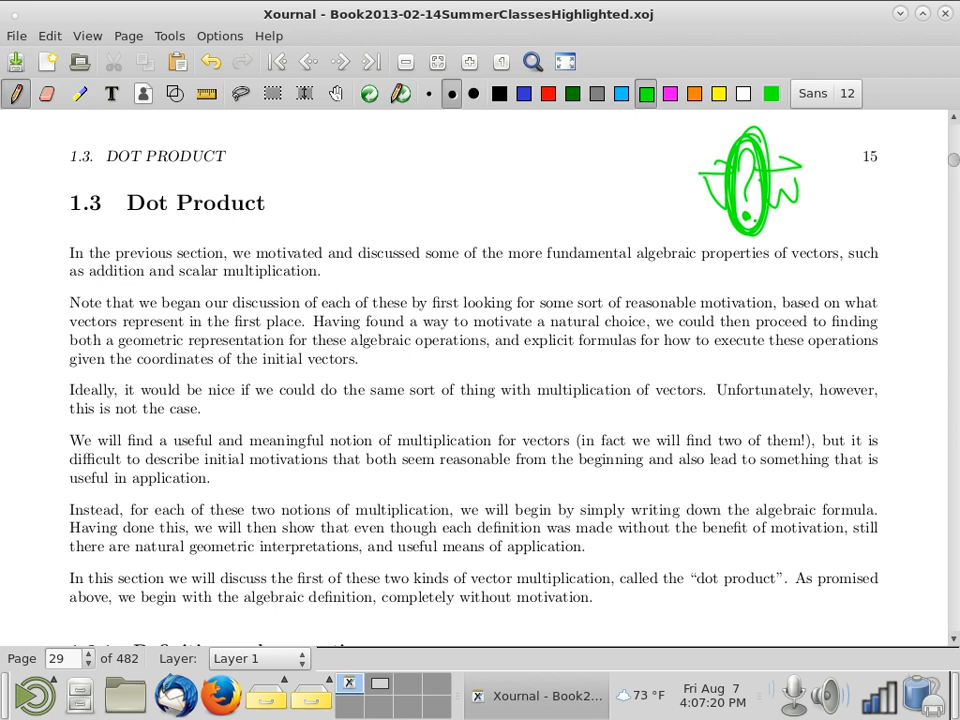 Xournal - Book2013-02-14SummerClassesHighlighted.xoj
File Edit View Page Tools Options Help
Sans 12
1.3. DOT PRODUCT 15
1.3 Dot Product
In the previous section, we motivated and discussed some of the more fundamental algebraic properties of vectors, such
as addition and scalar multiplication.
Note that we began our discussion of each of these by first looking for some sort of reasonable motivation, based on what
vectors represent in the first place. Having found a way to motivate a natural choice, we could then proceed to finding
both a geometric representation for these algebraic operations, and explicit formulas for how to execute these operations
given the coordinates of the initial vectors.
Ideally, it would be nice if we could do the same sort of thing with multiplication of vectors. Unfortunately, however,
this is not the case.
We will find a useful and meaningful notion of multiplication for vectors (in fact we will find two of them!), but it is
difficult to describe initial motivations that both seem reasonable from the beginning and also lead to something that is
useful in application.
Instead, for each of these two notions of multiplication, we will begin by simply writing down the algebraic formula.
Having done this, we will then show that even though each definition was made without the benefit of motivation, still
there are natural geometric interpretations, and useful means of application.
In this section we will discuss the first of these two kinds of vector multiplication, called the “dot product”. As promised
above, we begin with the algebraic definition, completely without motivation.
Page 29 of 482 Layer: Layer 1
Xournal - Book2... 73 °F Fri Aug 7
4:07:20 PM